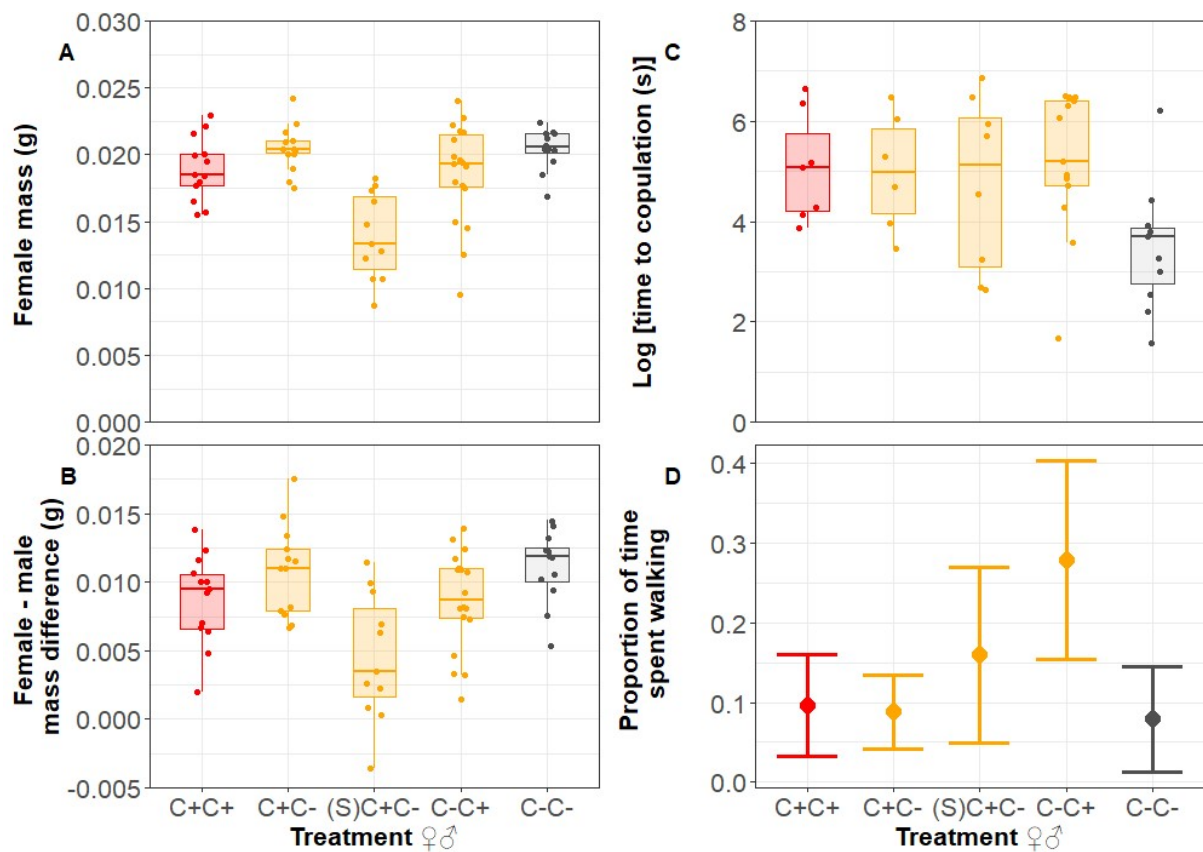 A
Female mass (g)
0.030
0.025
0.020
0.015
0.010
0.005
0.000
B
Female - male
mass difference (g)
0.020
0.015
0.010
0.005
0.000
-0.005
C+C+ C+C- (S)C+C- C-C+ C-C-
Treatment ♀♂
C
Log [time to copulation (s)]
8
6
4
2
0
D
Proportion of time
spent walking
0.4
0.3
0.2
0.1
0.0
C+C+ C+C- (S)C+C- C-C+ C-C-
Treatment ♀♂